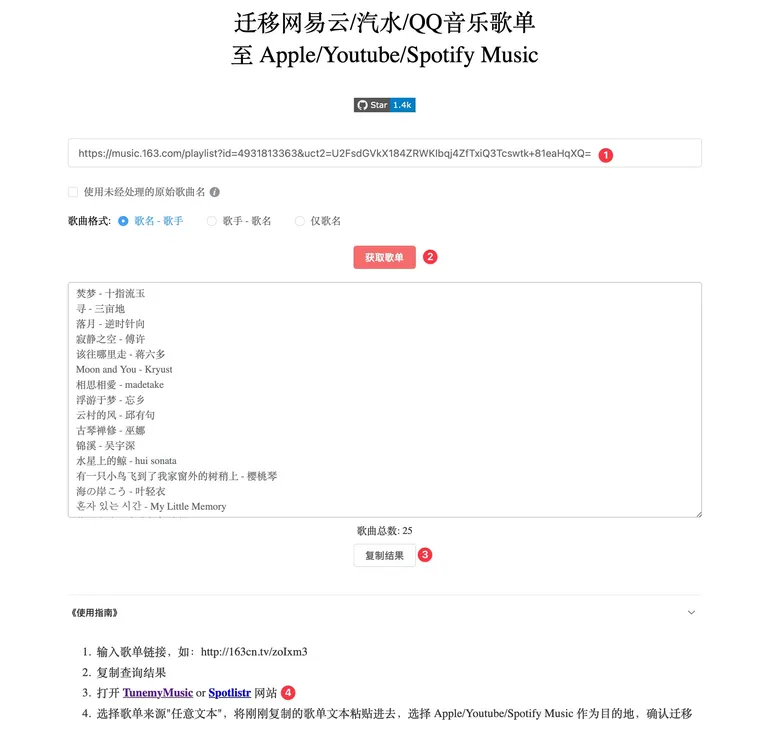 迁移网易云/汽水/QQ音乐歌单
至 Apple/Youtube/Spotify Music
Star 1.4k
https://music.163.com/playlist?id=4931813363&uct2=U2FsdGVkX184ZRWKIbqj4ZfTxiQ3Tcswtk+81eaHqXQ= 1
使用未经处理的原始歌曲名 i
歌曲格式: 歌名 - 歌手 歌手 - 歌名 仅歌名
获取歌单 2
焚梦 - 十指流玉
寻 - 三亩地
落月 - 逆时针向
寂静之空 - 傅许
该往哪里走 - 蒋六多
Moon and You - Kryust
相思相愛 - madetake
浮游于梦 - 忘乡
云村的风 - 邱有句
古琴禅修 - 巫娜
锦溪 - 吴宇深
水星上的鲸 - hui sonata
有一只小鸟飞到了我家窗外的树稍上 - 樱桃琴
海の岸こう - 叶轻衣
혼자 있는 시간 - My Little Memory
歌曲总数: 25
复制结果 3
《使用指南》
1. 输入歌单链接，如：http://163cn.tv/zoIxm3
2. 复制查询结果
3. 打开 TunemyMusic or Spotlistr 网站 4
4. 选择歌单来源"任意文本"，将刚刚复制的歌单文本粘贴进去，选择 Apple/Youtube/Spotify Music 作为目的地，确认迁移